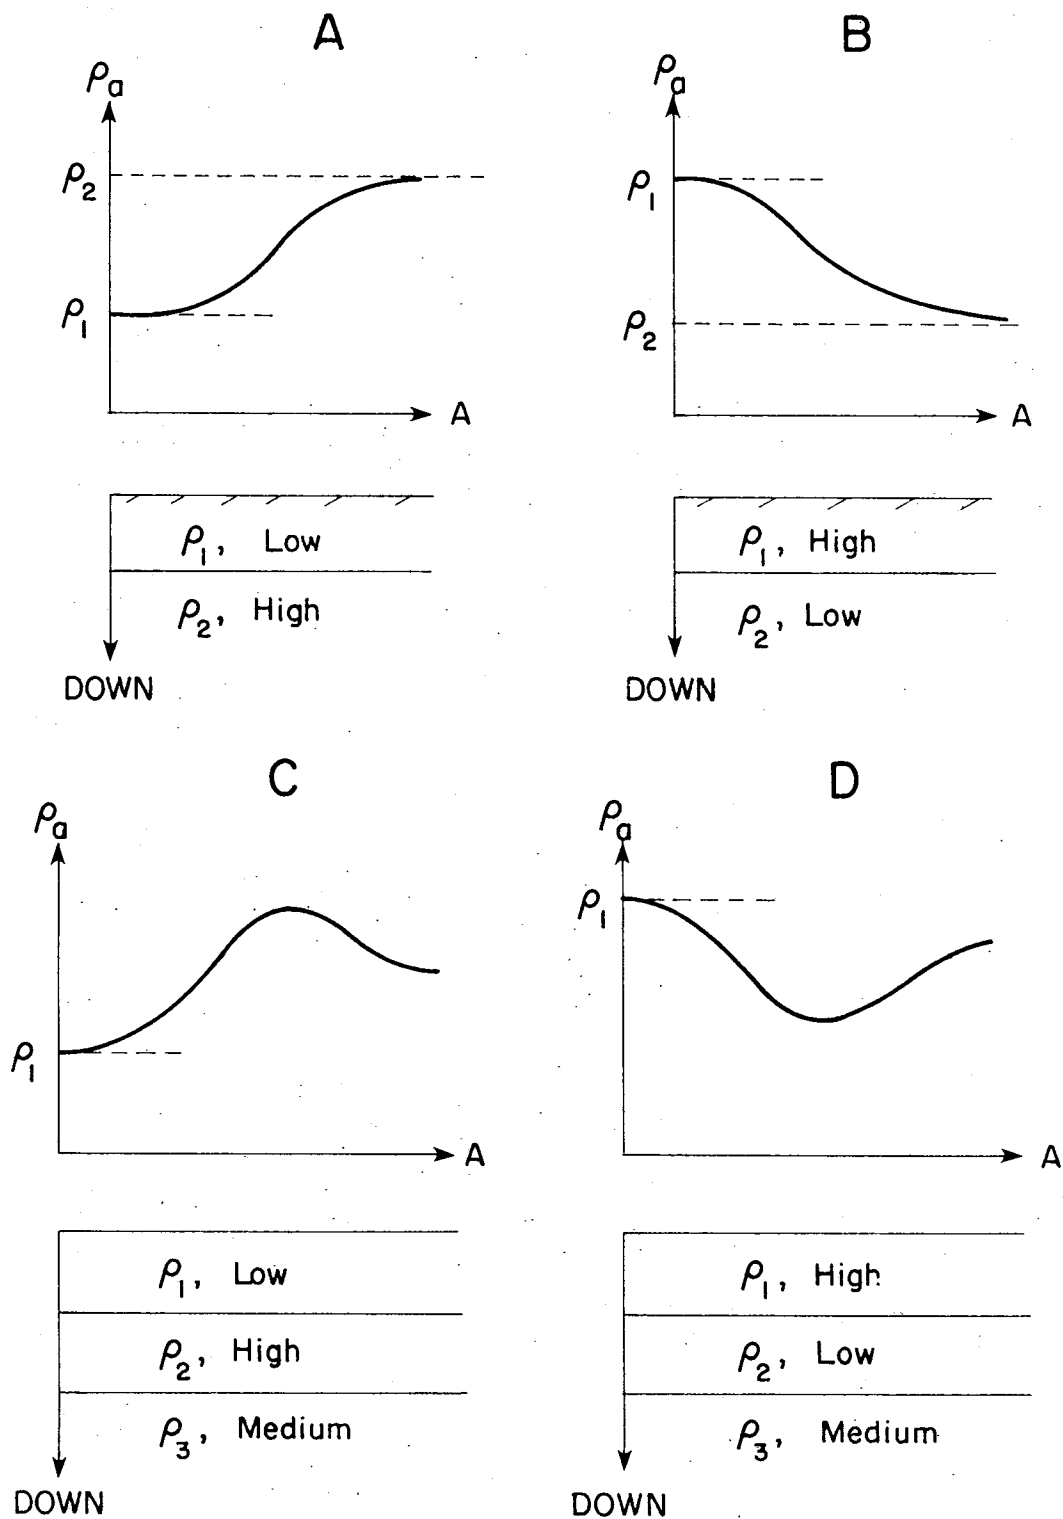 A
ρa
ρ2
ρ1
A
ρ1, Low
ρ2, High
DOWN
B
ρa
ρ1
ρ2
A
ρ1, High
ρ2, Low
DOWN
C
ρa
ρ1
A
ρ1, Low
ρ2, High
ρ3, Medium
DOWN
D
ρa
ρ1
A
ρ1, High
ρ2, Low
ρ3, Medium
DOWN